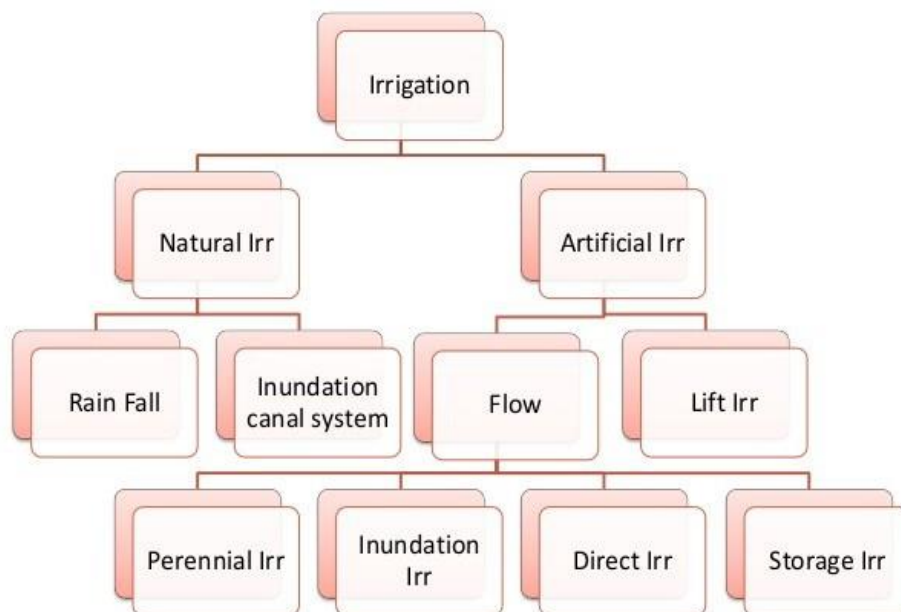 Irrigation
Natural Irr
Artificial Irr
Rain Fall
Inundation
canal system
Flow
Lift Irr
Perennial Irr
Inundation
Irr
Direct Irr
Storage Irr